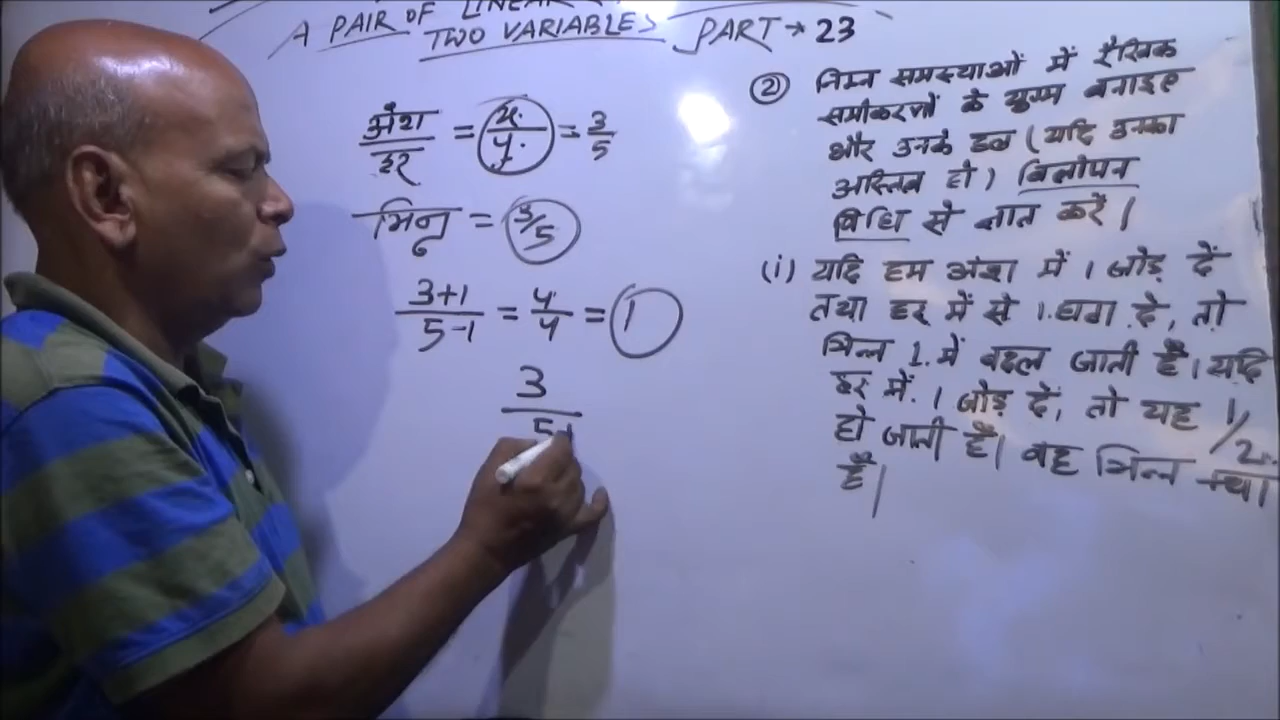 A PAIR OF LINEAR
TWO VARIABLES PART → 23
अंश/हर = x/y = 3/5
भिन्न = 3/5
3+1/5-1 = 4/4 = 1
3
② निम्न समस्याओं में रैखिक
समीकरणों के युग्म बनाइए
और उनके हल ( यदि उनका
अस्तित्व हो ) विलोपन
विधि से ज्ञात करें |
(i) यदि हम अंश में 1 जोड़ दें
तथा हर में से 1 घटा दे, तो
भिन्न 1 में बदल जाती है | यदि
हर में 1 जोड़ दें, तो यह 1/2
हो जाती है | वह भिन्न क्या
है |